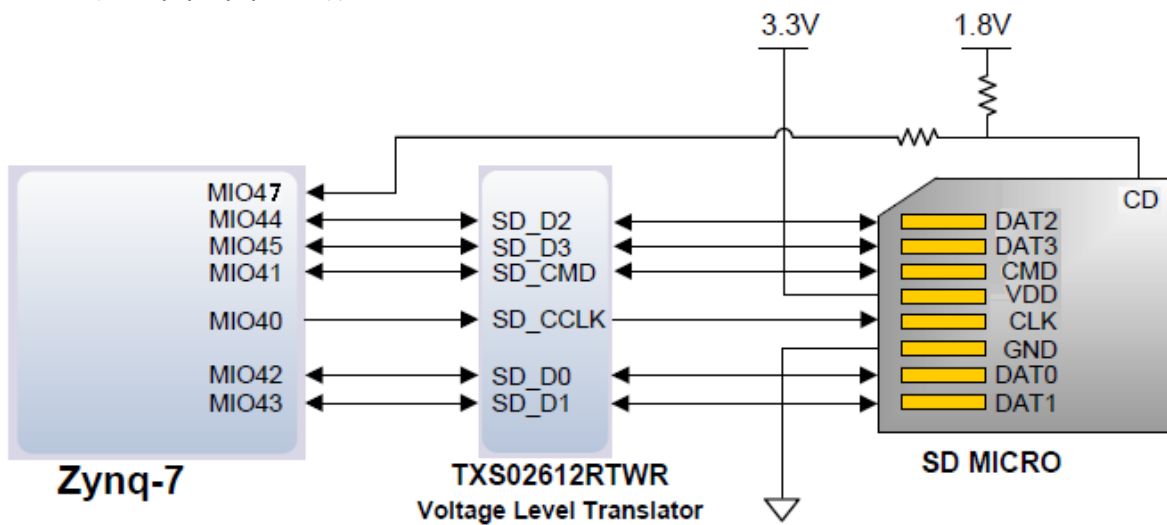 3.3V
1.8V
MIO47
MIO44
MIO45
MIO41
MIO40
MIO42
MIO43
Zynq-7
SD_D2
SD_D3
SD_CMD
SD_CCLK
SD_D0
SD_D1
TXS02612RTWR
Voltage Level Translator
CD
DAT2
DAT3
CMD
VDD
CLK
GND
DAT0
DAT1
SD MICRO